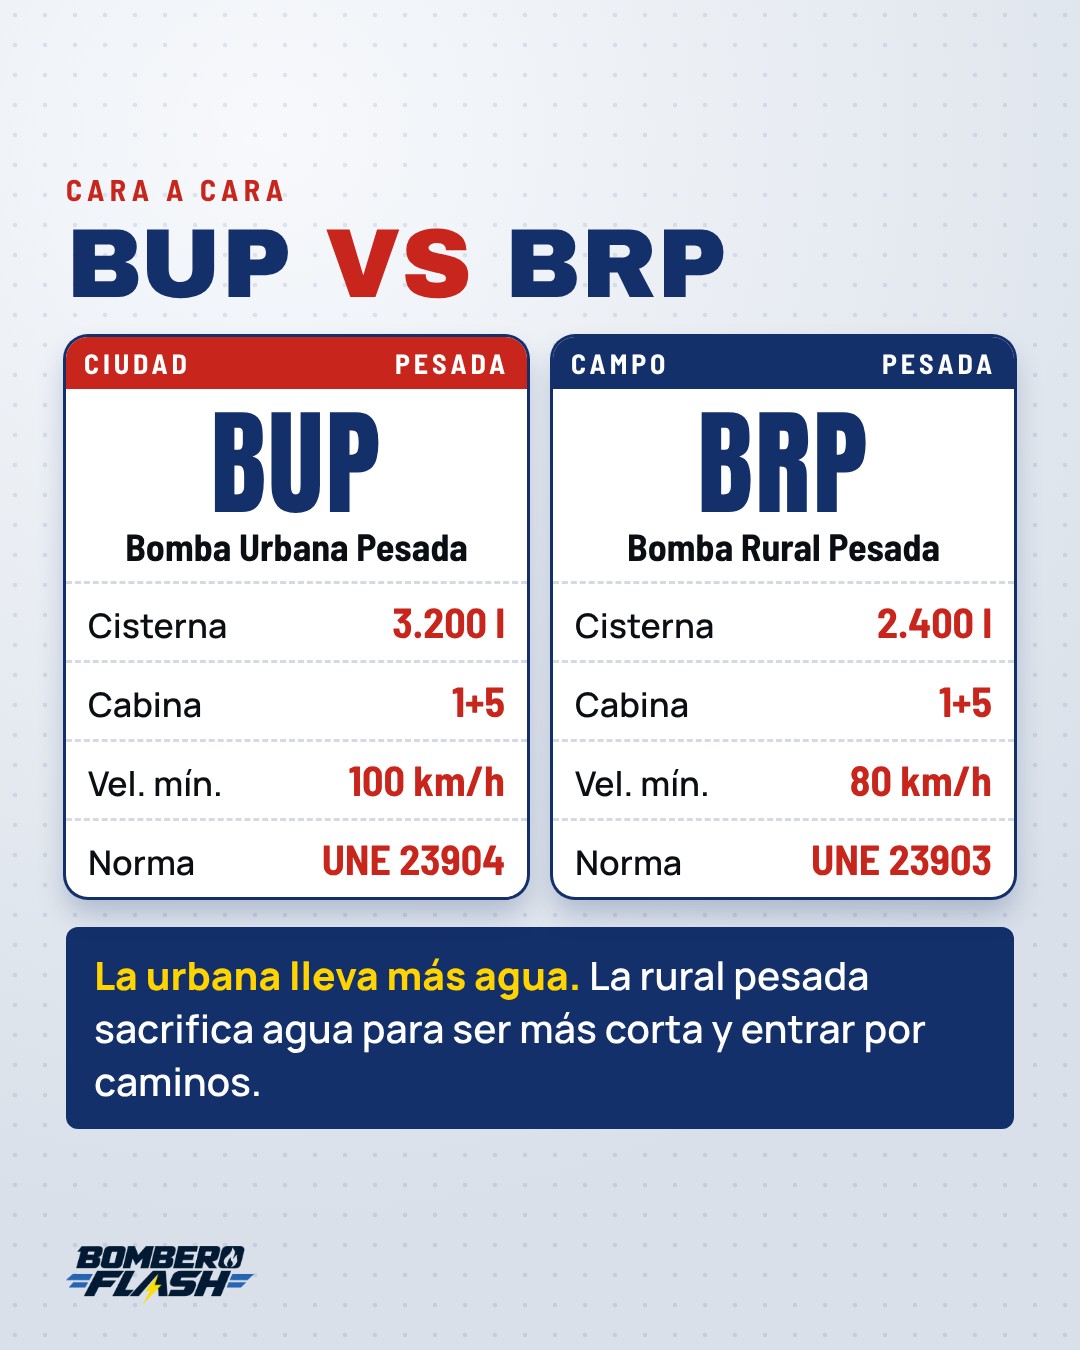 CARA A CARA
BUP VS BRP
CIUDAD PESADA
BUP
Bomba Urbana Pesada
Cisterna 3.200 l
Cabina 1+5
Vel. mín. 100 km/h
Norma UNE 23904
CAMPO PESADA
BRP
Bomba Rural Pesada
Cisterna 2.400 l
Cabina 1+5
Vel. mín. 80 km/h
Norma UNE 23903
La urbana lleva más agua. La rural pesada
sacrifica agua para ser más corta y entrar por
caminos.
BOMBERO
FLASH